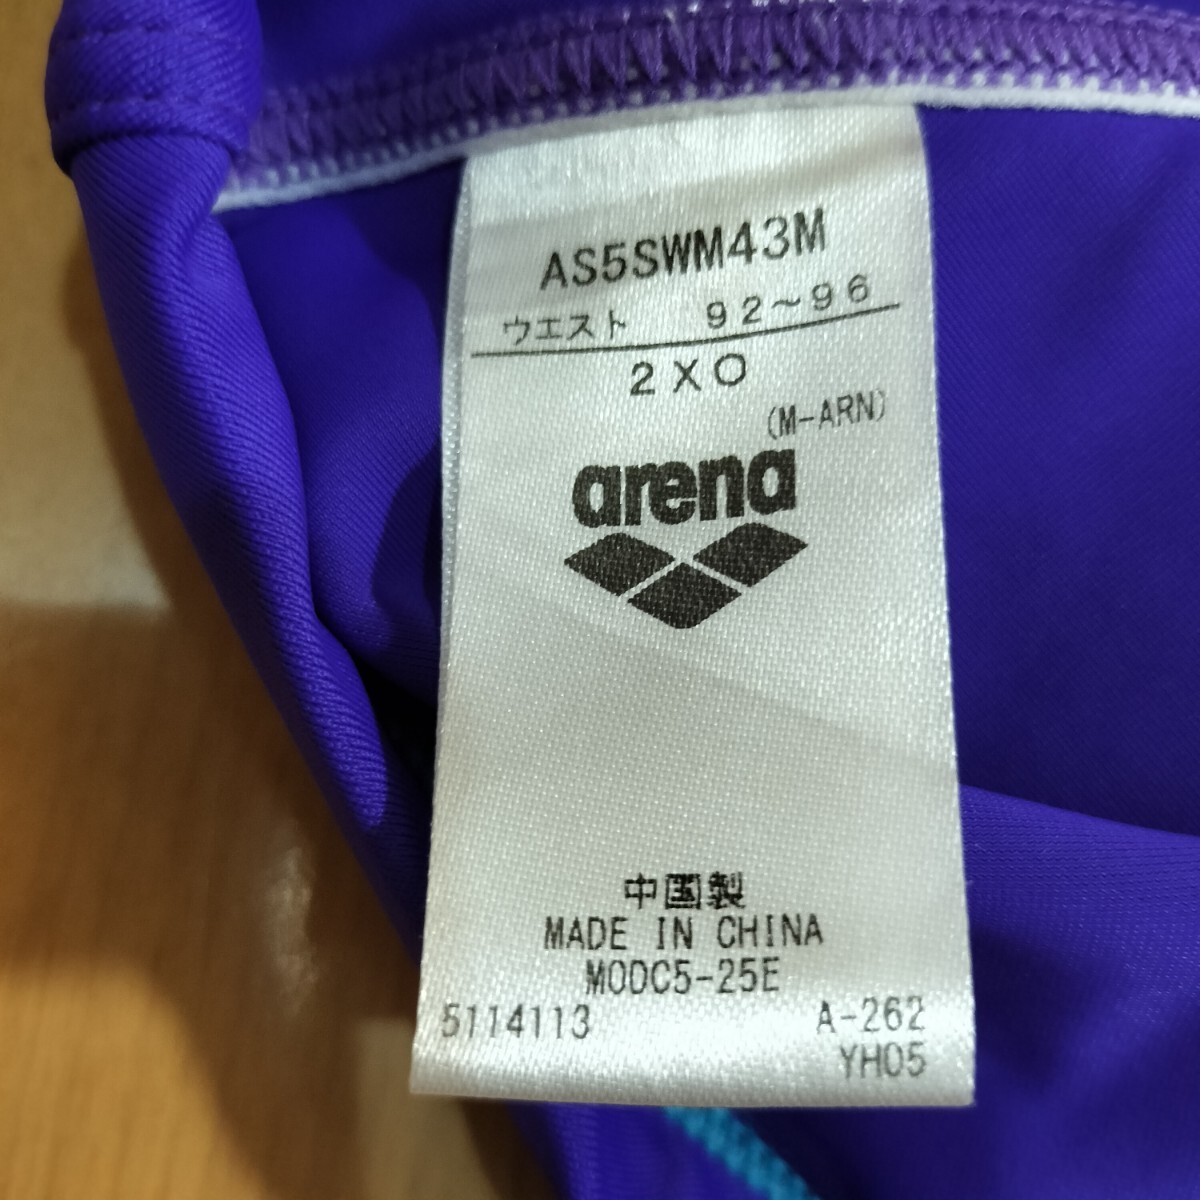 AS5SWM43M
ウエスト 92~96
2XO
(M-ARN)
arena
中国製
MADE IN CHINA
MODC5-25E
5114113 A-262
YH05